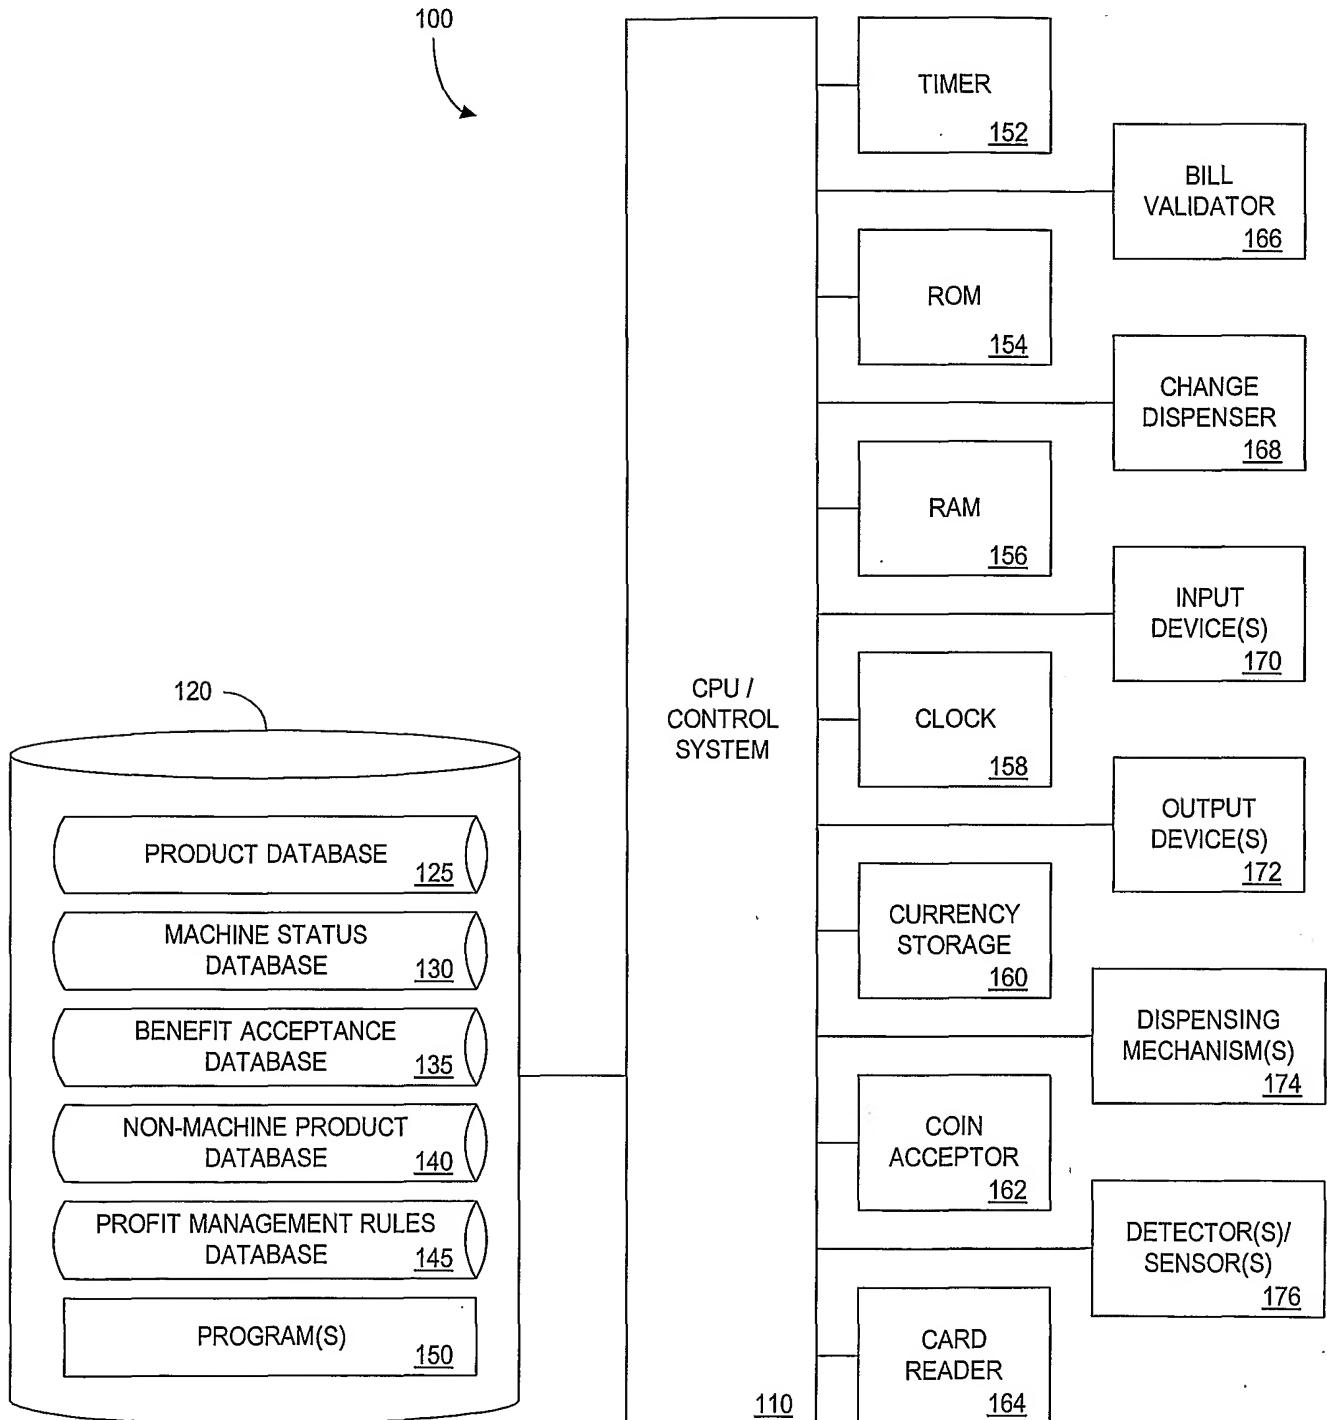 100
TIMER
152
BILL
VALIDATOR
166
ROM
154
CHANGE
DISPENSER
168
RAM
156
INPUT
DEVICE(S)
170
120
CPU /
CONTROL
SYSTEM
110
CLOCK
158
OUTPUT
DEVICE(S)
172
PRODUCT DATABASE
125
MACHINE STATUS
DATABASE
130
BENEFIT ACCEPTANCE
DATABASE
135
NON-MACHINE PRODUCT
DATABASE
140
PROFIT MANAGEMENT RULES
DATABASE
145
PROGRAM(S)
150
CURRENCY
STORAGE
160
DISPENSING
MECHANISM(S)
174
COIN
ACCEPTOR
162
DETECTOR(S)/
SENSOR(S)
176
CARD
READER
164